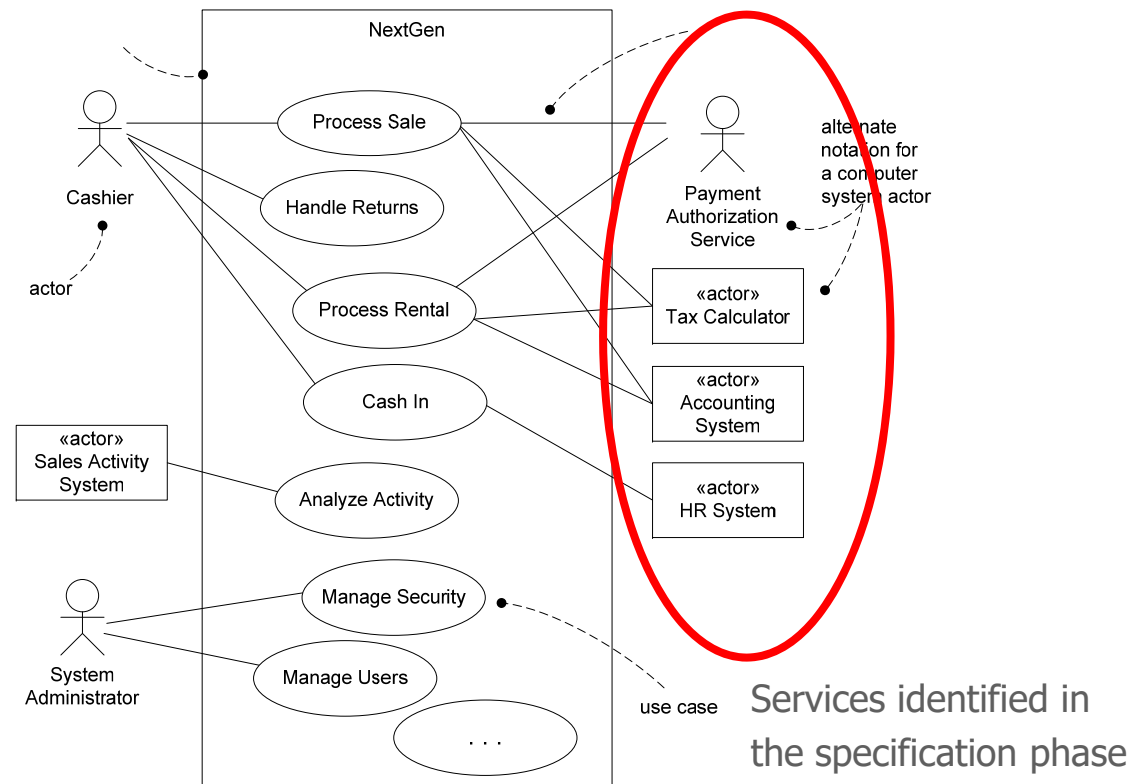 NextGen
Process Sale
Cashier
actor
Handle Returns
Process Rental
Cash In
«actor»
Sales Activity
System
Analyze Activity
System
Administrator
Manage Security
Manage Users
. . .
use case
Payment
Authorization
Service
alternate
notation for
a computer
system actor
«actor»
Tax Calculator
«actor»
Accounting
System
«actor»
HR System
Services identified in
the specification phase